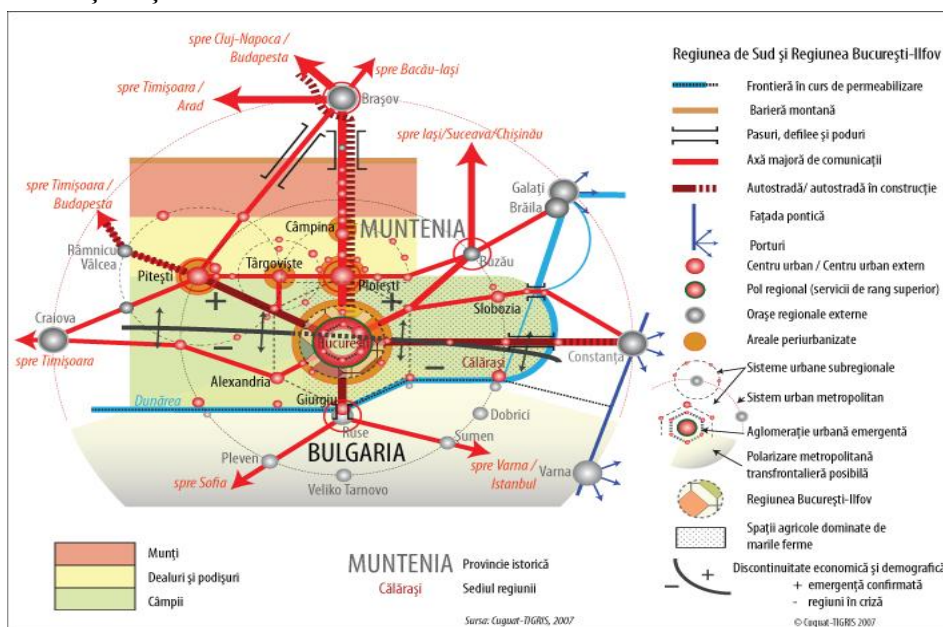 spre Cluj-Napoca /
Budapesta
spre Bacău-Iași
spre Timișoara /
Arad
Brașov
spre Iași/Suceava/Chișinău
spre Timișoara /
Budapesta
Galați
Brăila
Câmpina
MUNTENIA
Râmnicu
Vâlcea
Buzău
Pitești
Târgoviște
Ploiești
+
+
Slobozia
Craiova
București
Constanța
spre Timișoara
-
-
Călărași
Alexandria
Giurgiu
Dunărea
Dobrici
Ruse
Sumen
Pleven
BULGARIA
spre Varna /
Istanbul
Varna
spre Sofia
Veliko Tarnovo
Regiunea de Sud și Regiunea București-Ilfov
Frontieră în curs de permeabilizare
Barieră montană
Pasuri, defilee și poduri
Axă majoră de comunicații
Autostradă/ autostradă în construcție
Fațada pontică
Porturi
Centru urban / Centru urban extern
Pol regional (servicii de rang superior)
Orașe regionale externe
Areale periurbanizate
Sisteme urbane subregionale
Sistem urban metropolitan
Aglomerație urbană emergentă
Polarizare metropolitană
transfrontalieră posibilă
Regiunea București-Ilfov
Spații agricole dominate de
marile ferme
Discontinuitate economică și demografică
- +
+ emergență confirmată
- regiuni în criză
Munți
Dealuri și podișuri
Câmpii
MUNTENIA Provincie istorică
Călărași Sediul regiunii
Sursa: Cuguat-TIGRIS, 2007
© Cuguat-TIGRIS 2007